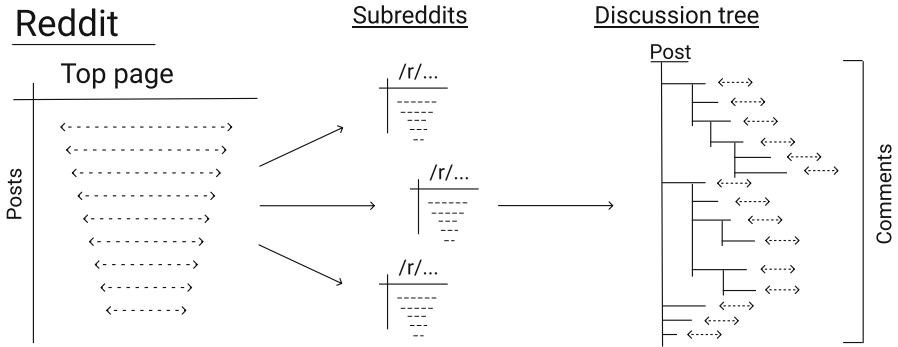 Reddit
Top page
Posts
Subreddits
/r/...
/r/...
/r/...
Discussion tree
Post
Comments